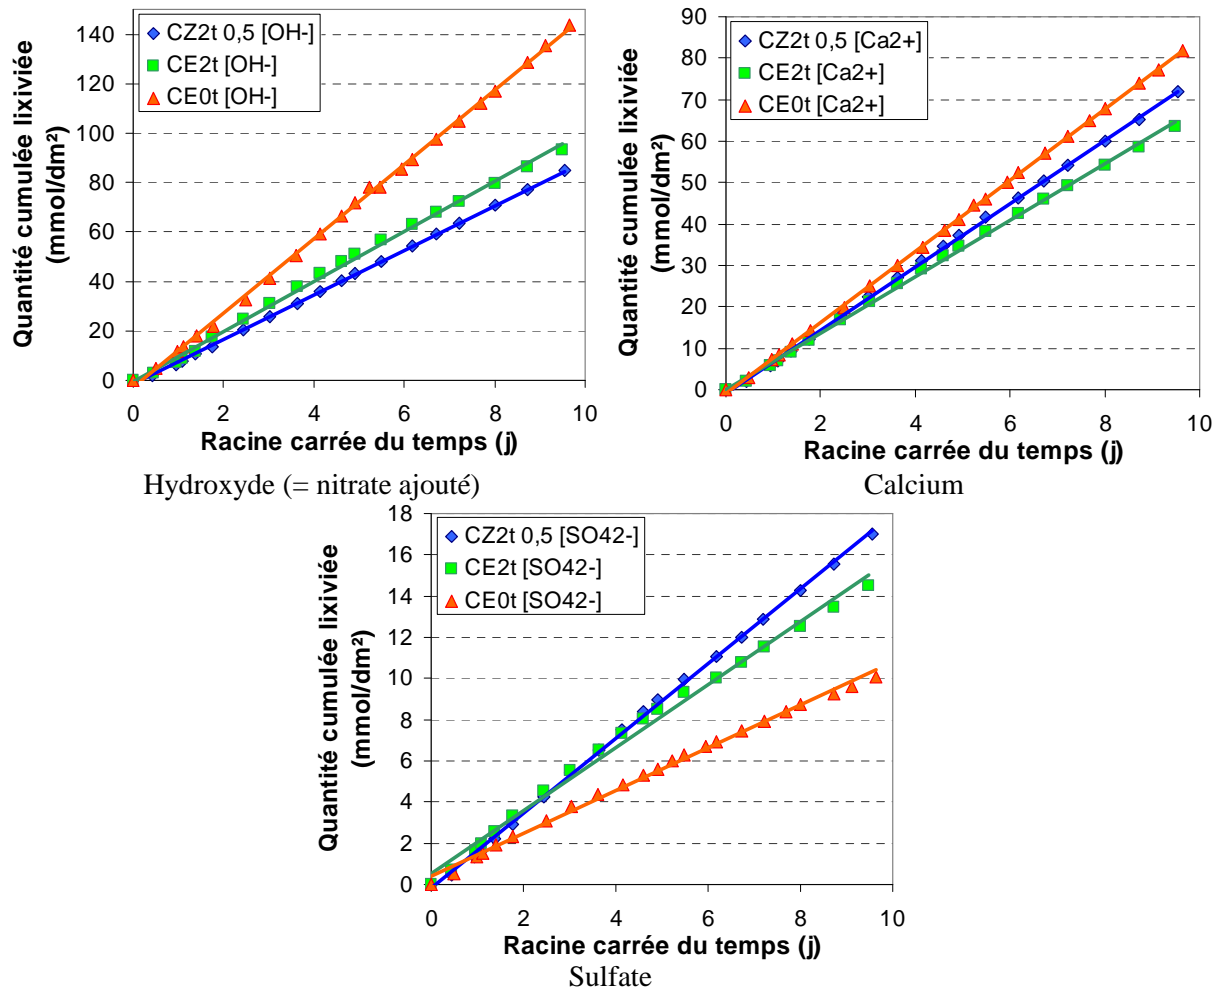 Quantité cumulée lixiviée
(mmol/dm²)
140
120
100
80
60
40
20
0
CZ2t 0,5 [OH-]
CE2t [OH-]
CE0t [OH-]
0 2 4 6 8 10
Racine carrée du temps (j)
Hydroxyde (= nitrate ajouté)
Quantité cumulée lixiviée
(mmol/dm²)
90
80
70
60
50
40
30
20
10
0
CZ2t 0,5 [Ca2+]
CE2t [Ca2+]
CE0t [Ca2+]
0 2 4 6 8 10
Racine carrée du temps (j)
Calcium
Quantité cumulée lixiviée
(mmol/dm²)
18
16
14
12
10
8
6
4
2
0
CZ2t 0,5 [SO42-]
CE2t [SO42-]
CE0t [SO42-]
0 2 4 6 8 10
Racine carrée du temps (j)
Sulfate